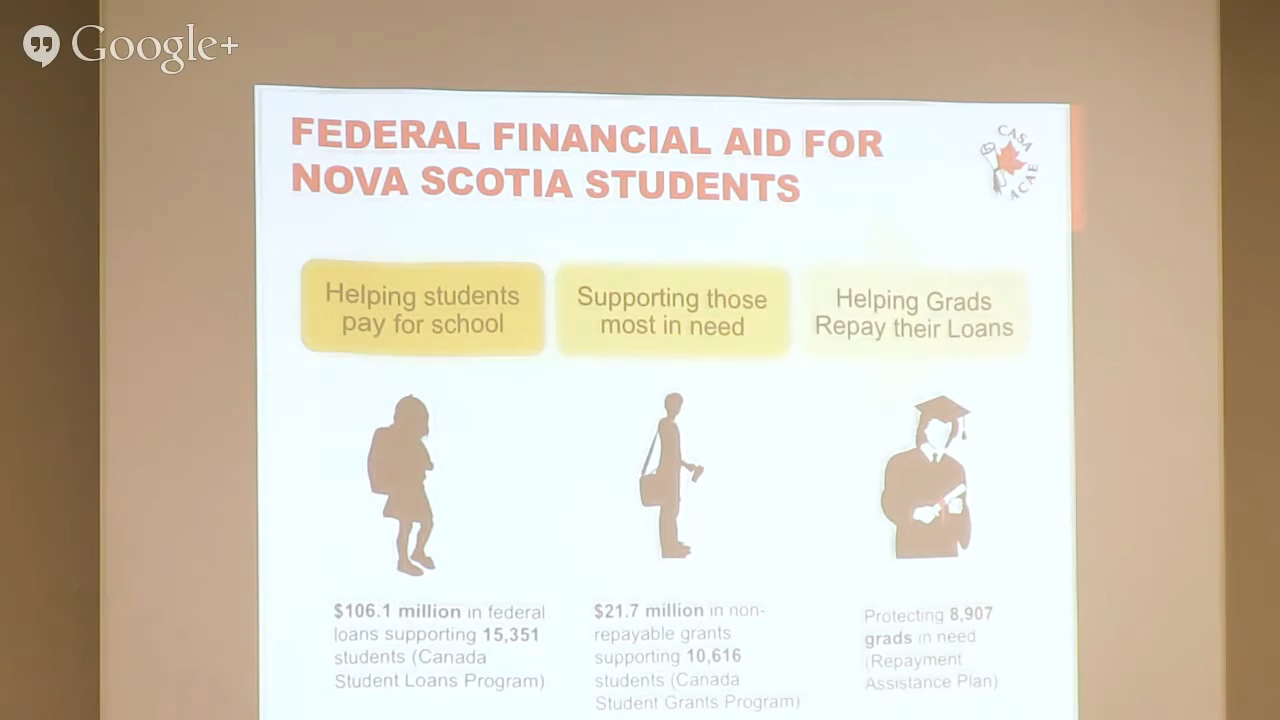 Google+
FEDERAL FINANCIAL AID FOR
NOVA SCOTIA STUDENTS
CASA
ACAE
Helping students
pay for school
Supporting those
most in need
Helping Grads
Repay their Loans
$106.1 million in federal
loans supporting 15,351
students (Canada
Student Loans Program)
$21.7 million in non-
repayable grants
supporting 10,616
students (Canada
Student Grants Program)
Protecting 8,907
grads in need
(Repayment
Assistance Plan)